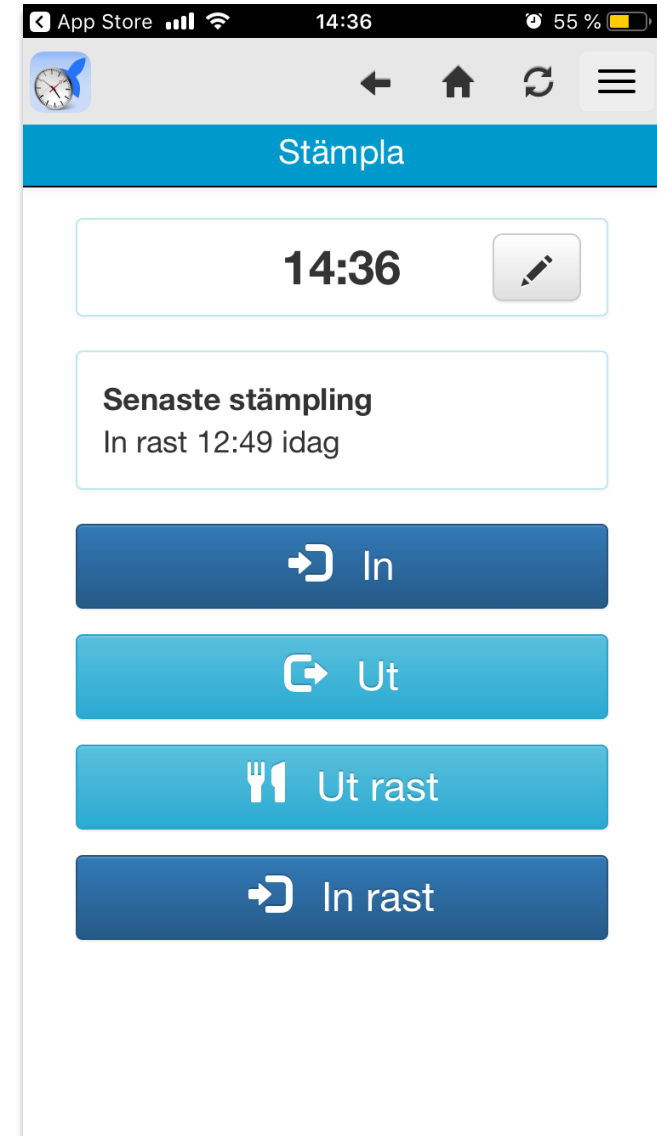 App Store 14:36 55 %
Stämpla
14:36
Senaste stämpling
In rast 12:49 idag
In
Ut
Ut rast
In rast